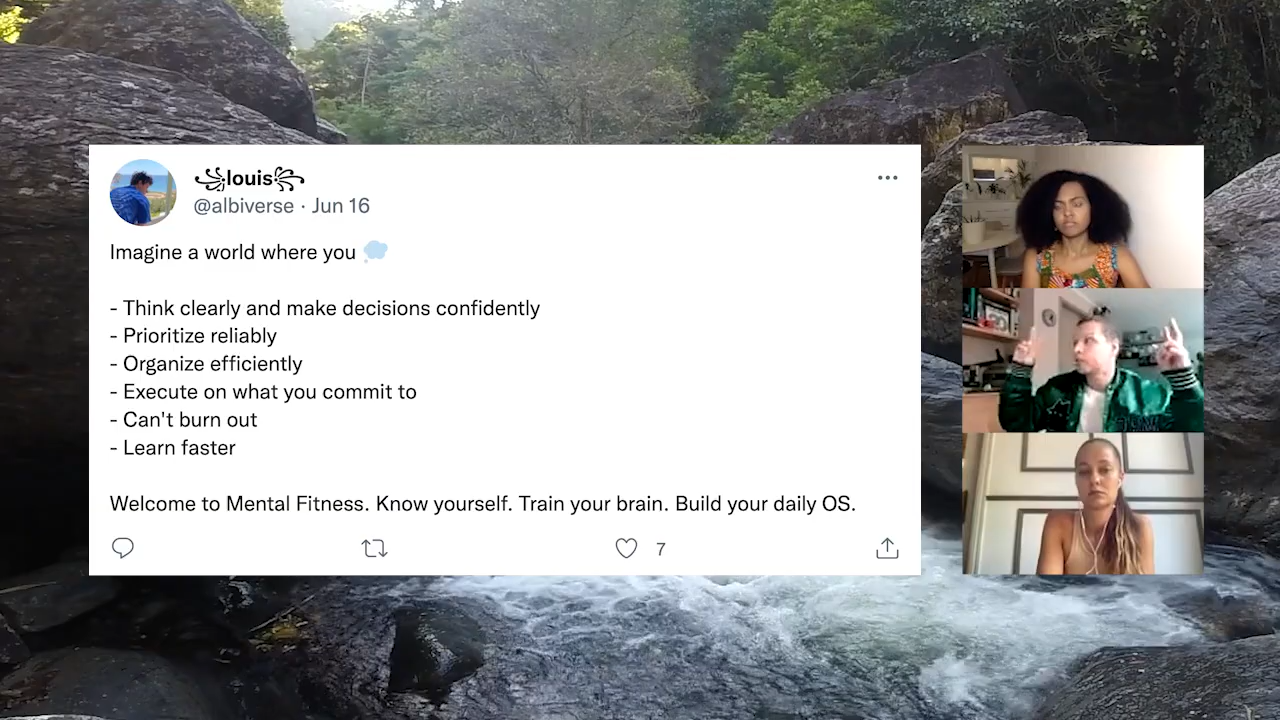 ꧁louis꧂
@albiverse · Jun 16
Imagine a world where you 💭
- Think clearly and make decisions confidently
- Prioritize reliably
- Organize efficiently
- Execute on what you commit to
- Can't burn out
- Learn faster
Welcome to Mental Fitness. Know yourself. Train your brain. Build your daily OS.
7